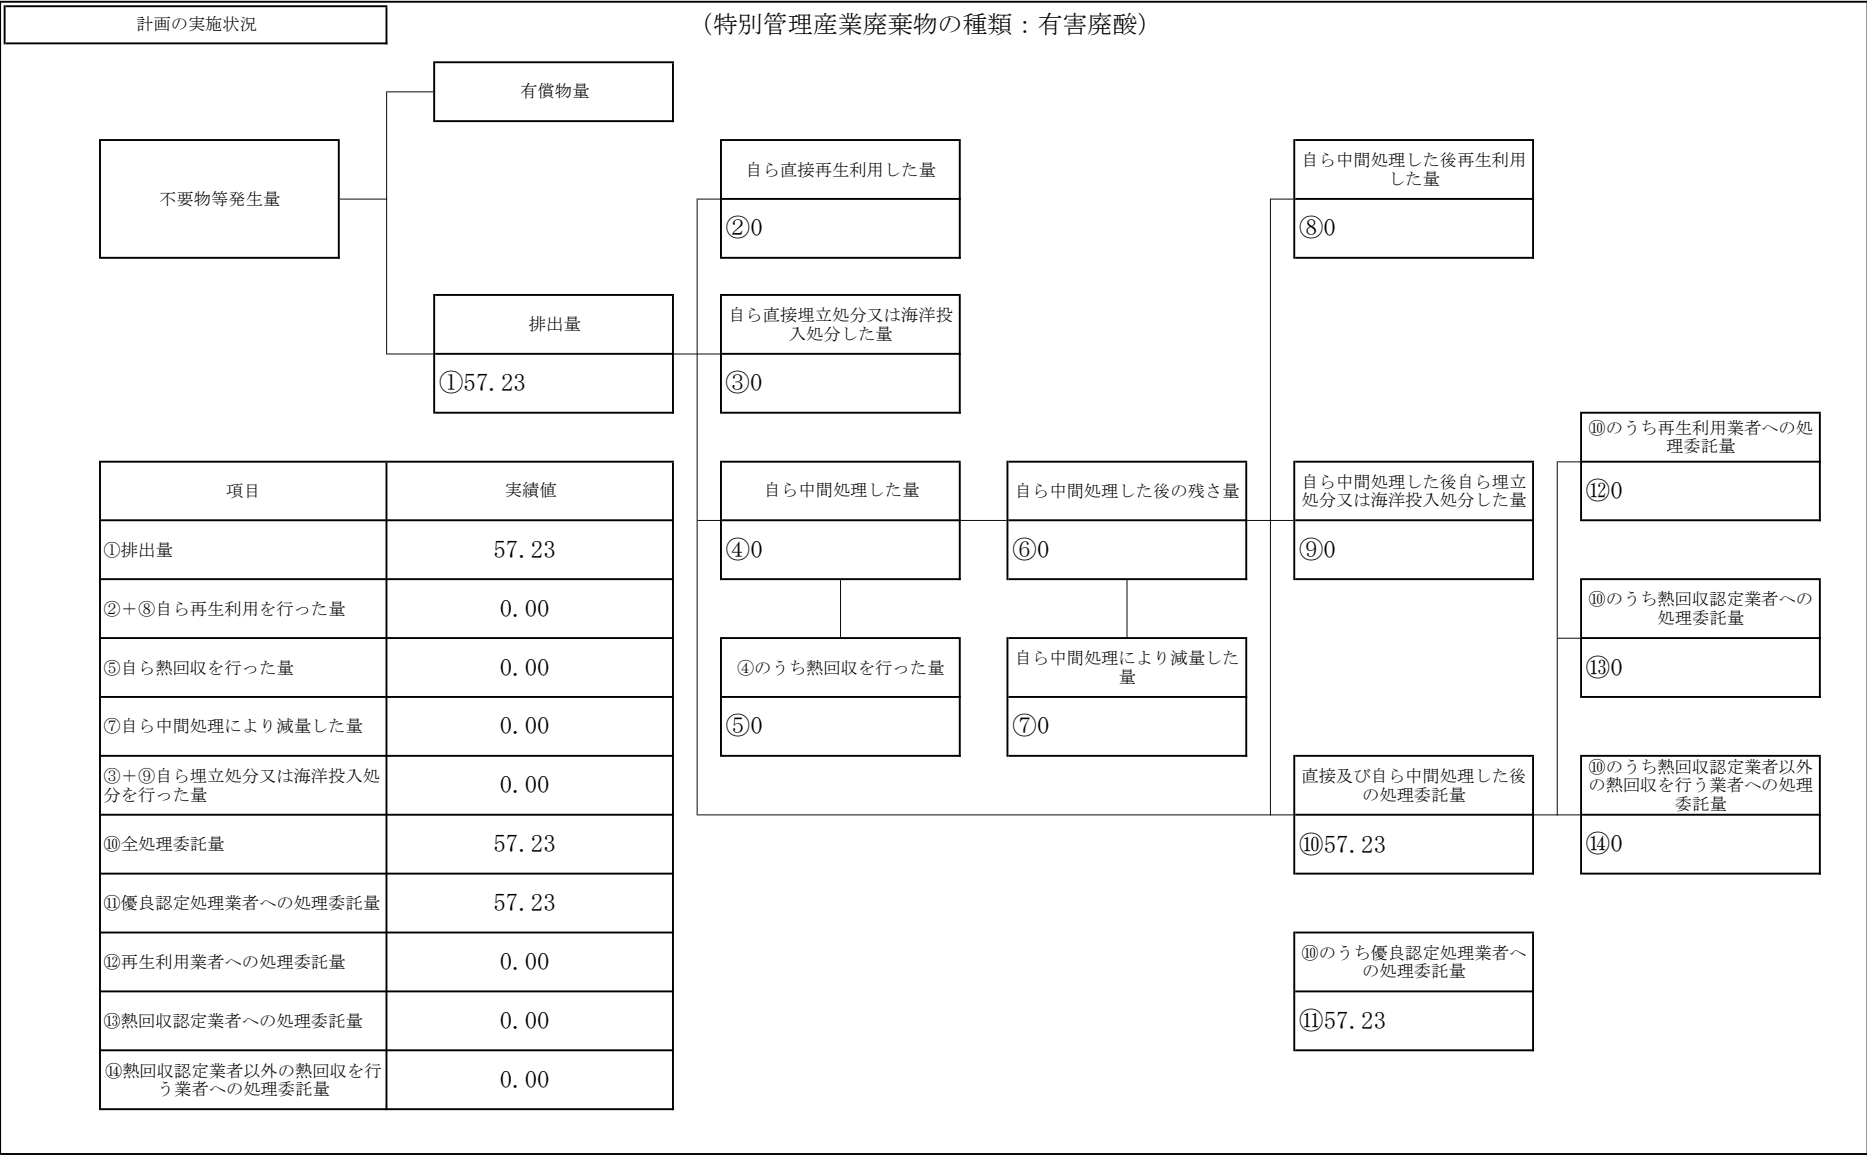 計画の実施状況
（特別管理産業廃棄物の種類：有害廃酸）
有償物量
不要物等発生量
自ら直接再生利用した量
②0
自ら中間処理した後再生利用
した量
⑧0
排出量
①57.23
自ら直接埋立処分又は海洋投
入処分した量
③0
⑩のうち再生利用業者への処
理委託量
⑫0
自ら中間処理した量
④0
自ら中間処理した後の残さ量
⑥0
自ら中間処理した後自ら埋立
処分又は海洋投入処分した量
⑨0
⑩のうち熱回収認定業者への
処理委託量
⑬0
④のうち熱回収を行った量
⑤0
自ら中間処理により減量した
量
⑦0
直接及び自ら中間処理した後
の処理委託量
⑩57.23
⑩のうち熱回収認定業者以外
の熱回収を行う業者への処理
委託量
⑭0
⑩のうち優良認定処理業者へ
の処理委託量
⑪57.23
項目 実績値
①排出量 57.23
②＋⑧自ら再生利用を行った量 0.00
⑤自ら熱回収を行った量 0.00
⑦自ら中間処理により減量した量 0.00
③＋⑨自ら埋立処分又は海洋投入処
分を行った量 0.00
⑩全処理委託量 57.23
⑪優良認定処理業者への処理委託量 57.23
⑫再生利用業者への処理委託量 0.00
⑬熱回収認定業者への処理委託量 0.00
⑭熱回収認定業者以外の熱回収を行
う業者への処理委託量 0.00